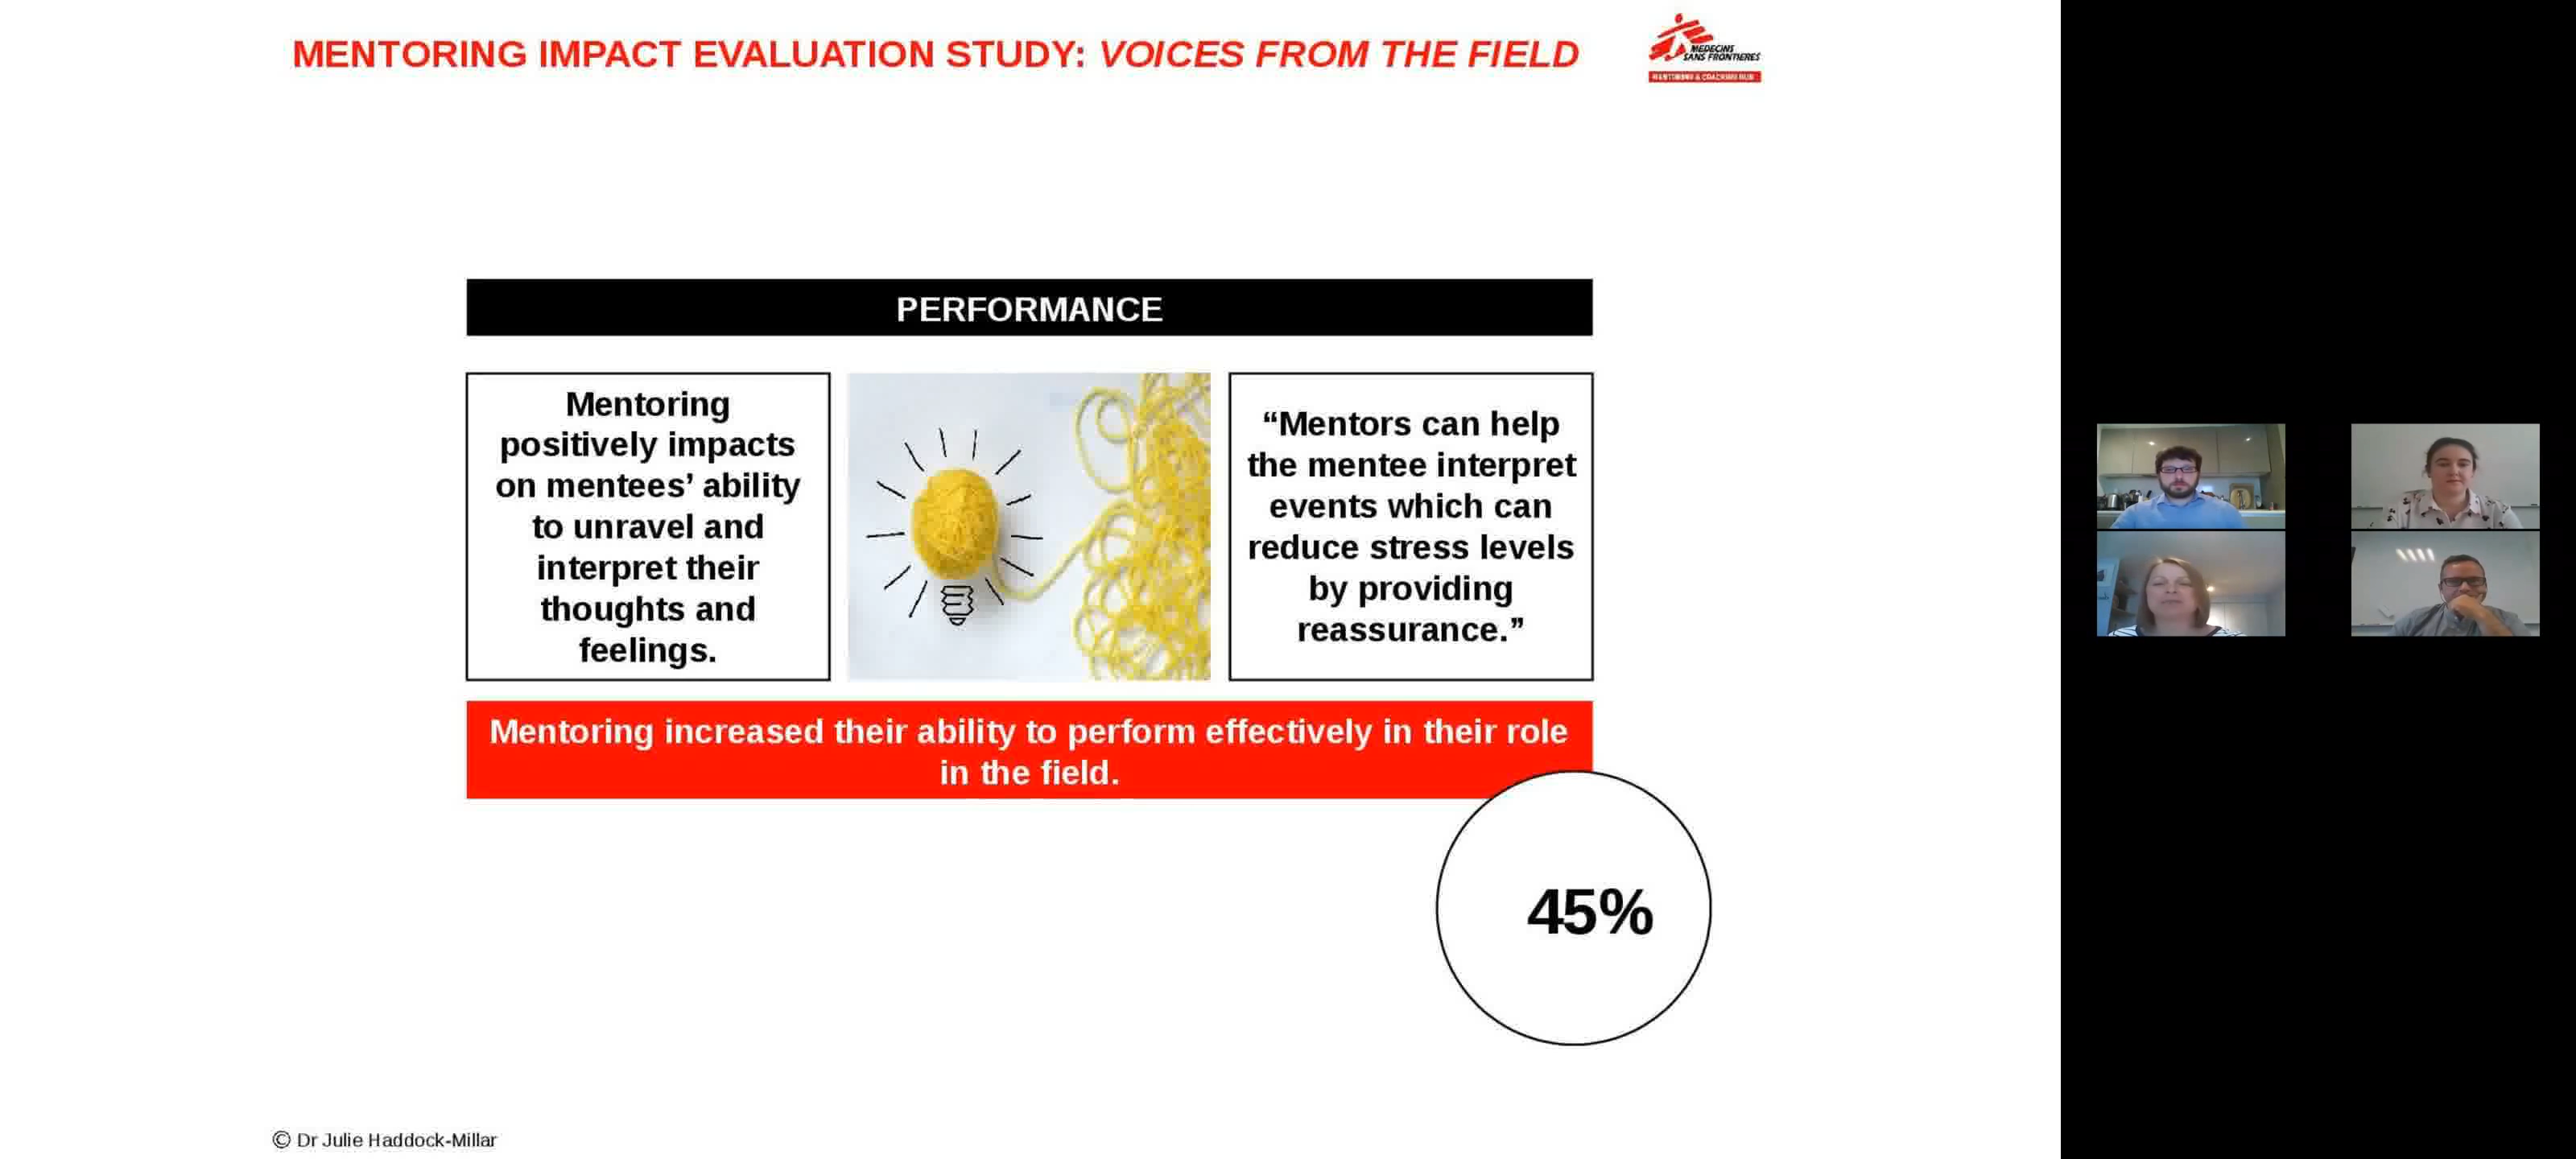 MENTORING IMPACT EVALUATION STUDY: VOICES FROM THE FIELD
MEDECINS
SANS FRONTIERES
MENTORING & COACHING HUB
PERFORMANCE
Mentoring
positively impacts
on mentees’ ability
to unravel and
interpret their
thoughts and
feelings.
“Mentors can help
the mentee interpret
events which can
reduce stress levels
by providing
reassurance.”
Mentoring increased their ability to perform effectively in their role
in the field.
45%
© Dr Julie Haddock-Millar